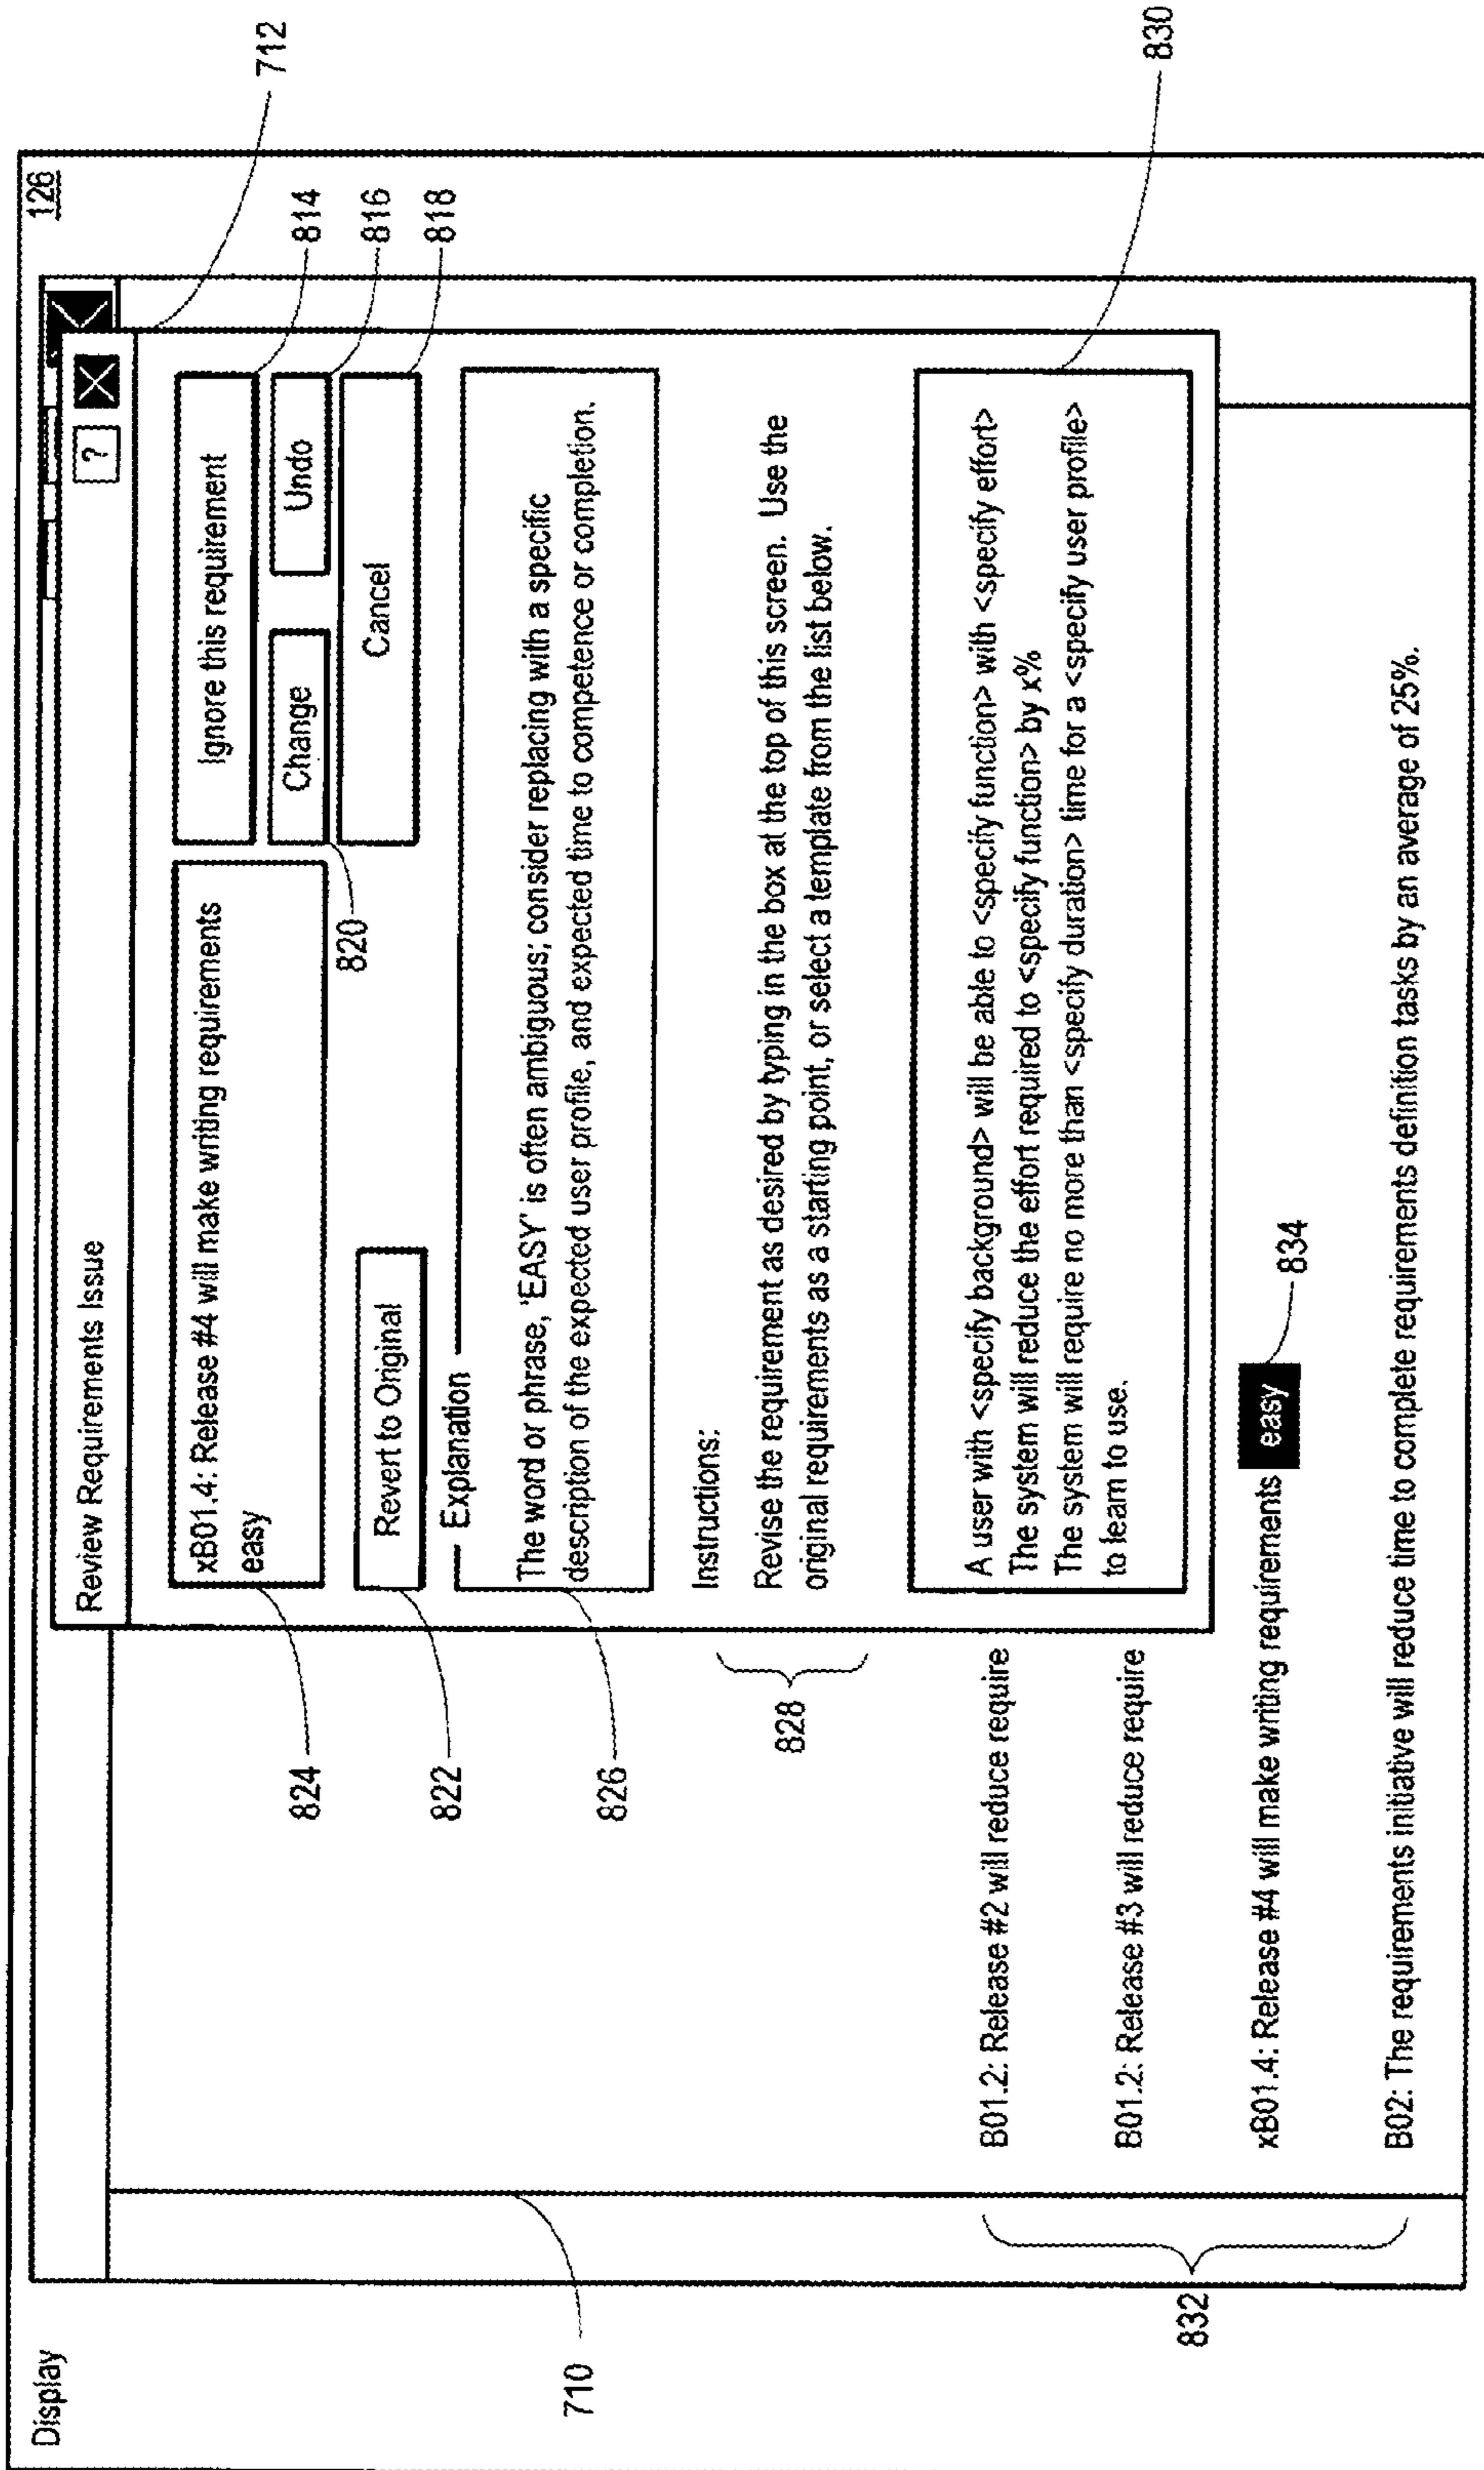 Display
126
712
Review Requirements Issue
?
xB01.4: Release #4 will make writing requirements
easy
Ignore this requirement
814
Change
Undo
816
820
Cancel
818
824
Revert to Original
822
Explanation
The word or phrase, 'EASY' is often ambiguous; consider replacing with a specific
description of the expected user profile, and expected time to competence or completion.
826
Instructions:
Revise the requirement as desired by typing in the box at the top of this screen. Use the
original requirements as a starting point, or select a template from the list below.
828
710
A user with <specify background> will be able to <specify function> with <specify effort>
The system will reduce the effort required to <specify function> by x%
The system will require no more than <specify duration> time for a <specify user profile>
to learn to use.
830
B01.2: Release #2 will reduce require
B01.2: Release #3 will reduce require
xB01.4: Release #4 will make writing requirements easy
834
B02: The requirements initiative will reduce time to complete requirements definition tasks by an average of 25%.
832